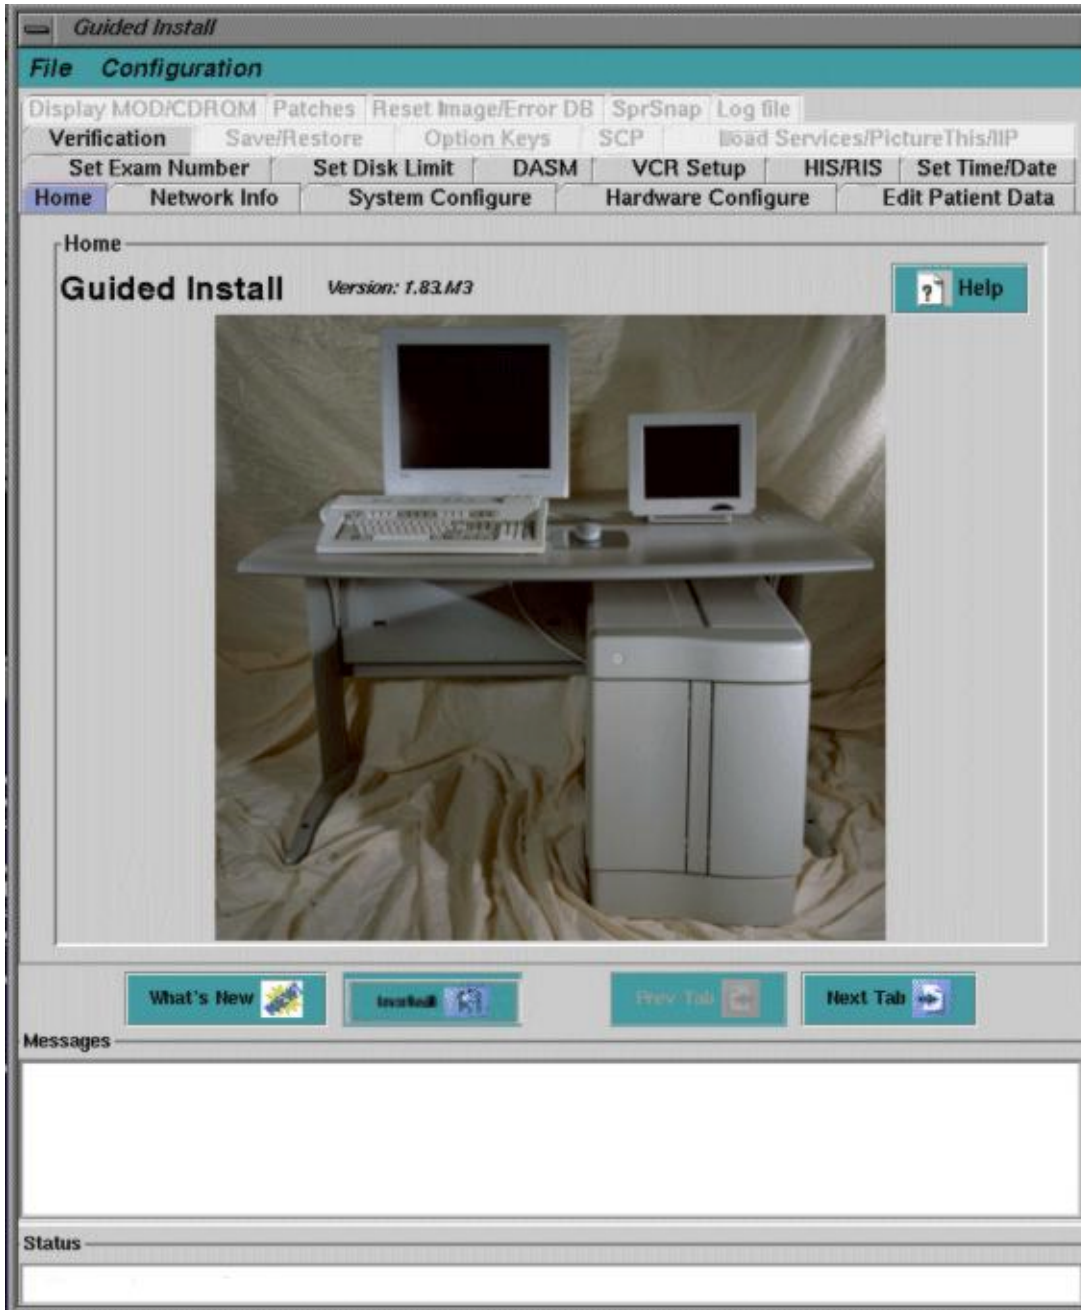 Guided Install
File Configuration
Display MOD/CDROM Patches Reset Image/Error DB SprSnap Log file
Verification Save/Restore Option Keys SCP Services/PictureThis/IIP
Set Exam Number Set Disk Limit DASM VCR Setup HIS/RIS Set Time/Date
Home Network Info System Configure Hardware Configure Edit Patient Data
Home
Guided Install Version: 1.83.M3
? Help
What's New Prev Tab Next Tab
Messages
Status